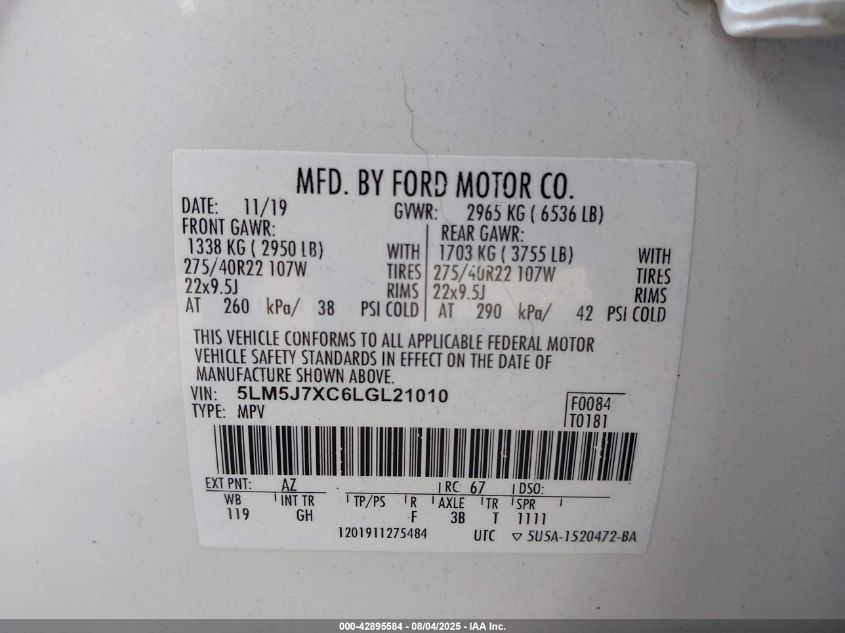 MFD. BY FORD MOTOR CO.
DATE: 11/19 GVWR: 2965 KG ( 6536 LB)
FRONT GAWR: REAR GAWR:
1338 KG ( 2950 LB) WITH 1703 KG ( 3755 LB) WITH
275/40R22 107W TIRES 275/40R22 107W TIRES
22x9.5J RIMS 22x9.5J RIMS
AT 260 kPa/ 38 PSI COLD AT 290 kPa/ 42 PSI COLD
THIS VEHICLE CONFORMS TO ALL APPLICABLE FEDERAL MOTOR
VEHICLE SAFETY STANDARDS IN EFFECT ON THE DATE OF
MANUFACTURE SHOWN ABOVE.
VIN: 5LM5J7XC6LGL21010
TYPE: MPV
F0084
T0181
EXT PNT: AZ RC: 67 DSO:
WB INT TR TP/PS R AXLE TR SPR
119 GH F 3B T 1111
1201911275484 UTC ▽ 5U5A-1520472-BA
000-42895584 - 08/04/2025 - IAA Inc.